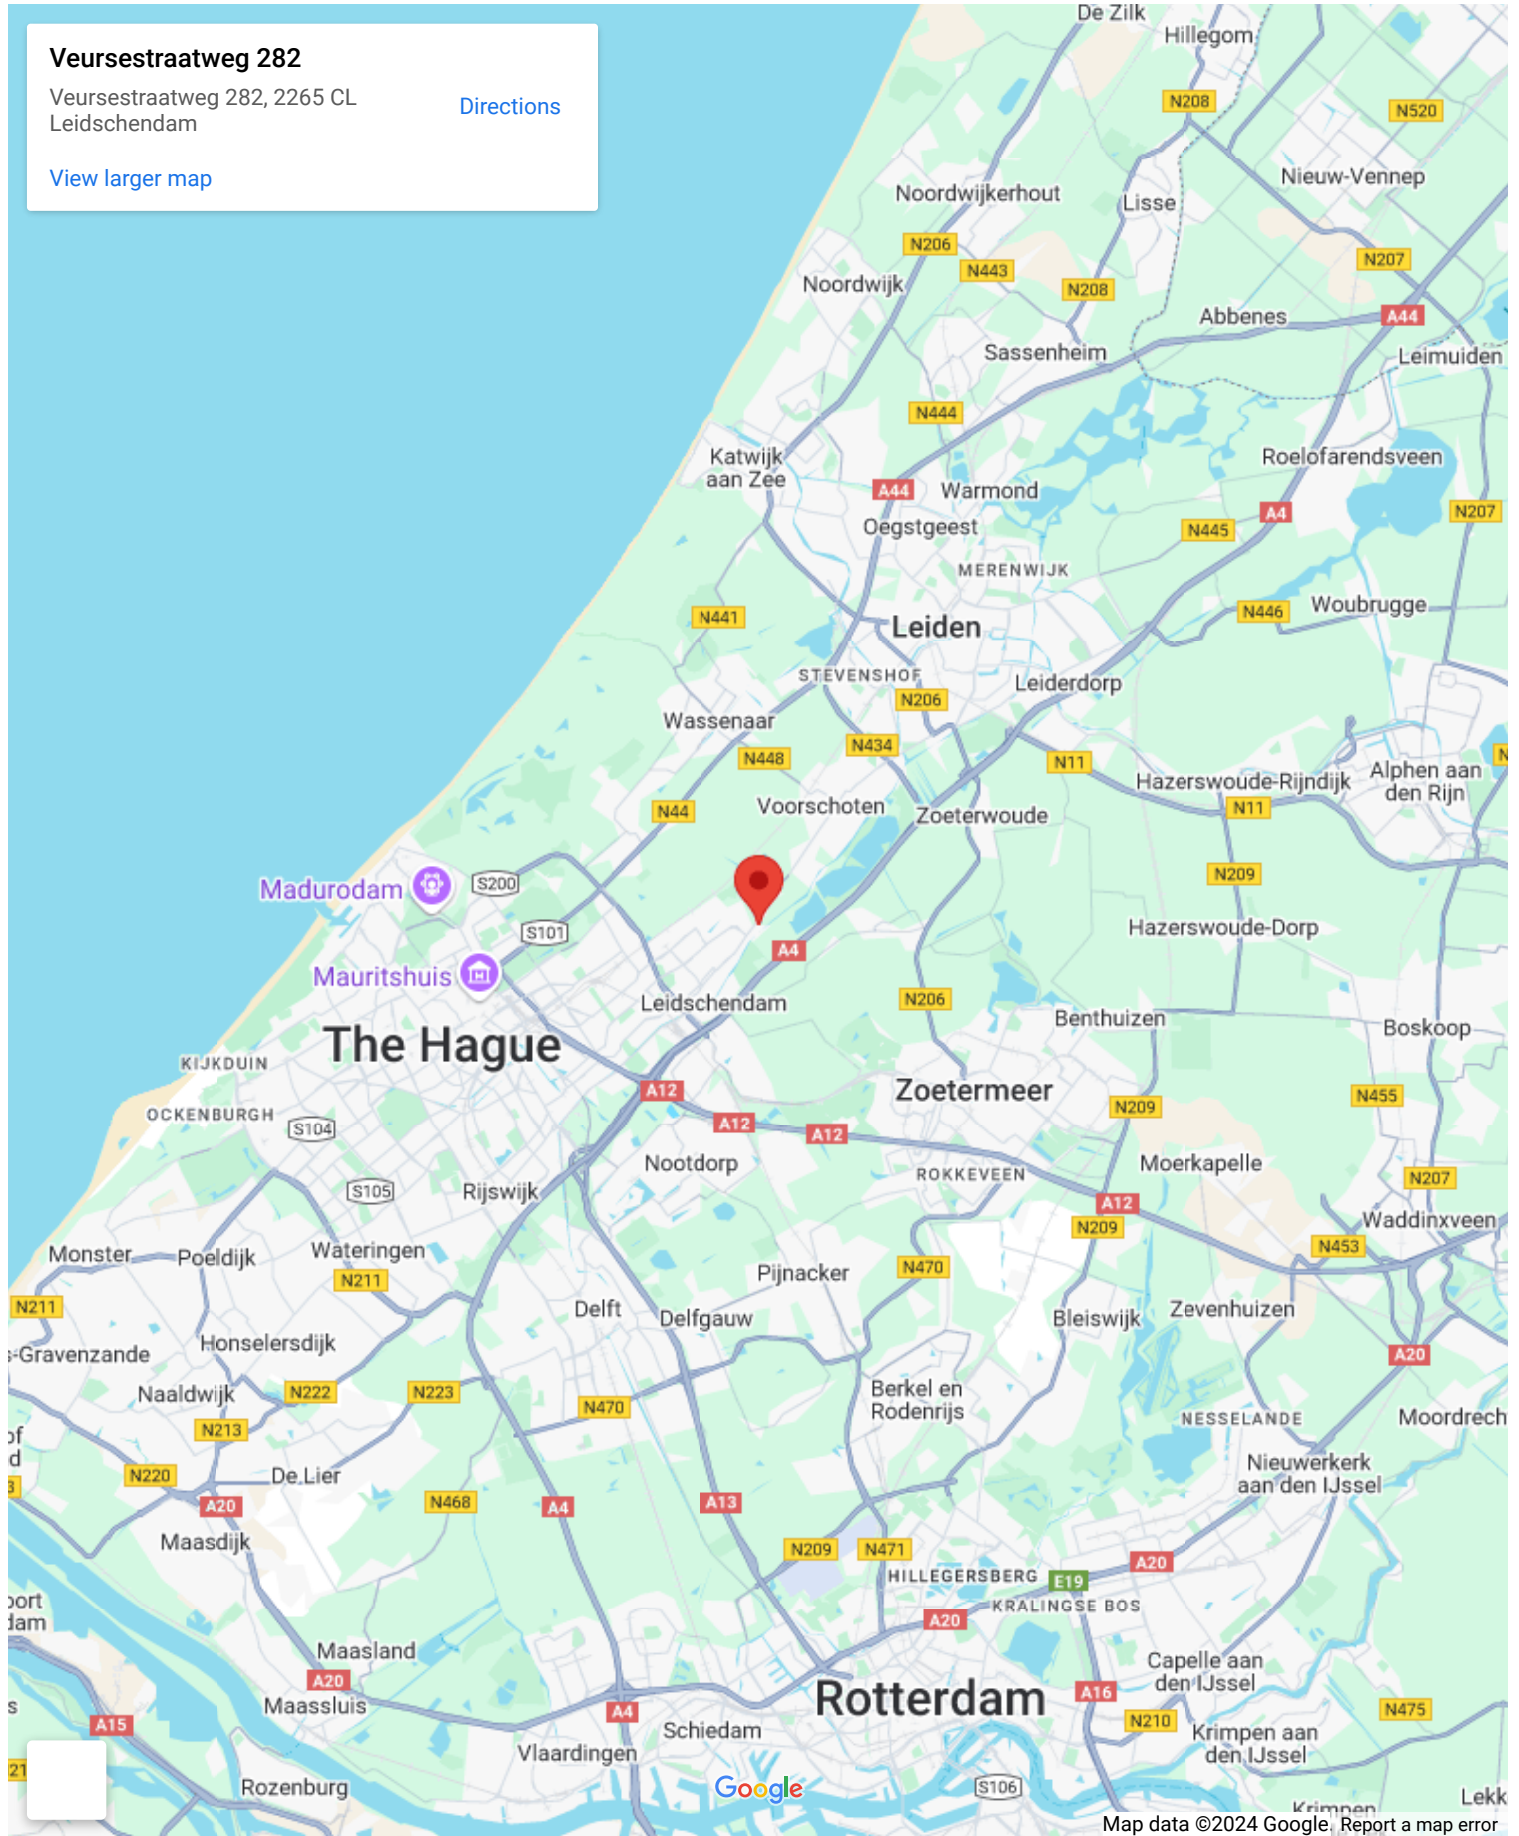 Veursestraatweg 282
Veursestraatweg 282, 2265 CL
Leidschendam
Directions
View larger map
De Zilk
Hillegom
N208
N520
Nieuw-Vennep
Noordwijkerhout
Lisse
N206
N443
N207
N208
Noordwijk
Abbenes
A44
Sassenheim
Leimuiden
N444
Katwijk
aan Zee
Roelofarendsveen
A44
Warmond
A4
N207
Oegstgeest
N445
MERENWIJK
N441
N446
Woubrugge
Leiden
STEVENSHOF
Leiderdorp
N206
Wassenaar
N434
N448
N11
N
Hazerswoude-Rijndijk
Alphen aan
den Rijn
N44
Voorschoten
Zoeterwoude
N11
Madurodam
S200
N209
S101
Hazerswoude-Dorp
A4
Mauritshuis
Leidschendam
N206
Benthuizen
Boskoop
The Hague
KIJKDUIN
A12
Zoetermeer
N455
OCKENBURGH
S104
A12
A12
N209
Nootdorp
ROKKEVEEN
Moerkapelle
N207
S105
Rijswijk
A12
N209
Waddinxveen
Monster
Poeldijk
Wateringen
N453
N211
Pijnacker
N470
N211
Delft
Delfgauw
Bleiswijk
Zevenhuizen
s-Gravenzande
Honselersdijk
A20
Naaldwijk
N222
N223
N470
Berkel en
Rodenrijs
NESSELANDE
Moordrech
N213
of
d
N220
De Lier
Nieuwerkerk
aan den IJssel
3
A20
N468
A4
A13
Maasdijk
N209
N471
A20
HILLEGERSBERG
E19
oort
dam
KRALINGSE BOS
A20
Maasland
Capelle aan
den IJssel
A20
Rotterdam
A16
s
Maassluis
A4
N475
A15
Schiedam
N210
Krimpen aan
den IJssel
Vlaardingen
21
Rozenburg
Google
S106
Lekk
Krimpen
Map data ©2024 Google. Report a map error